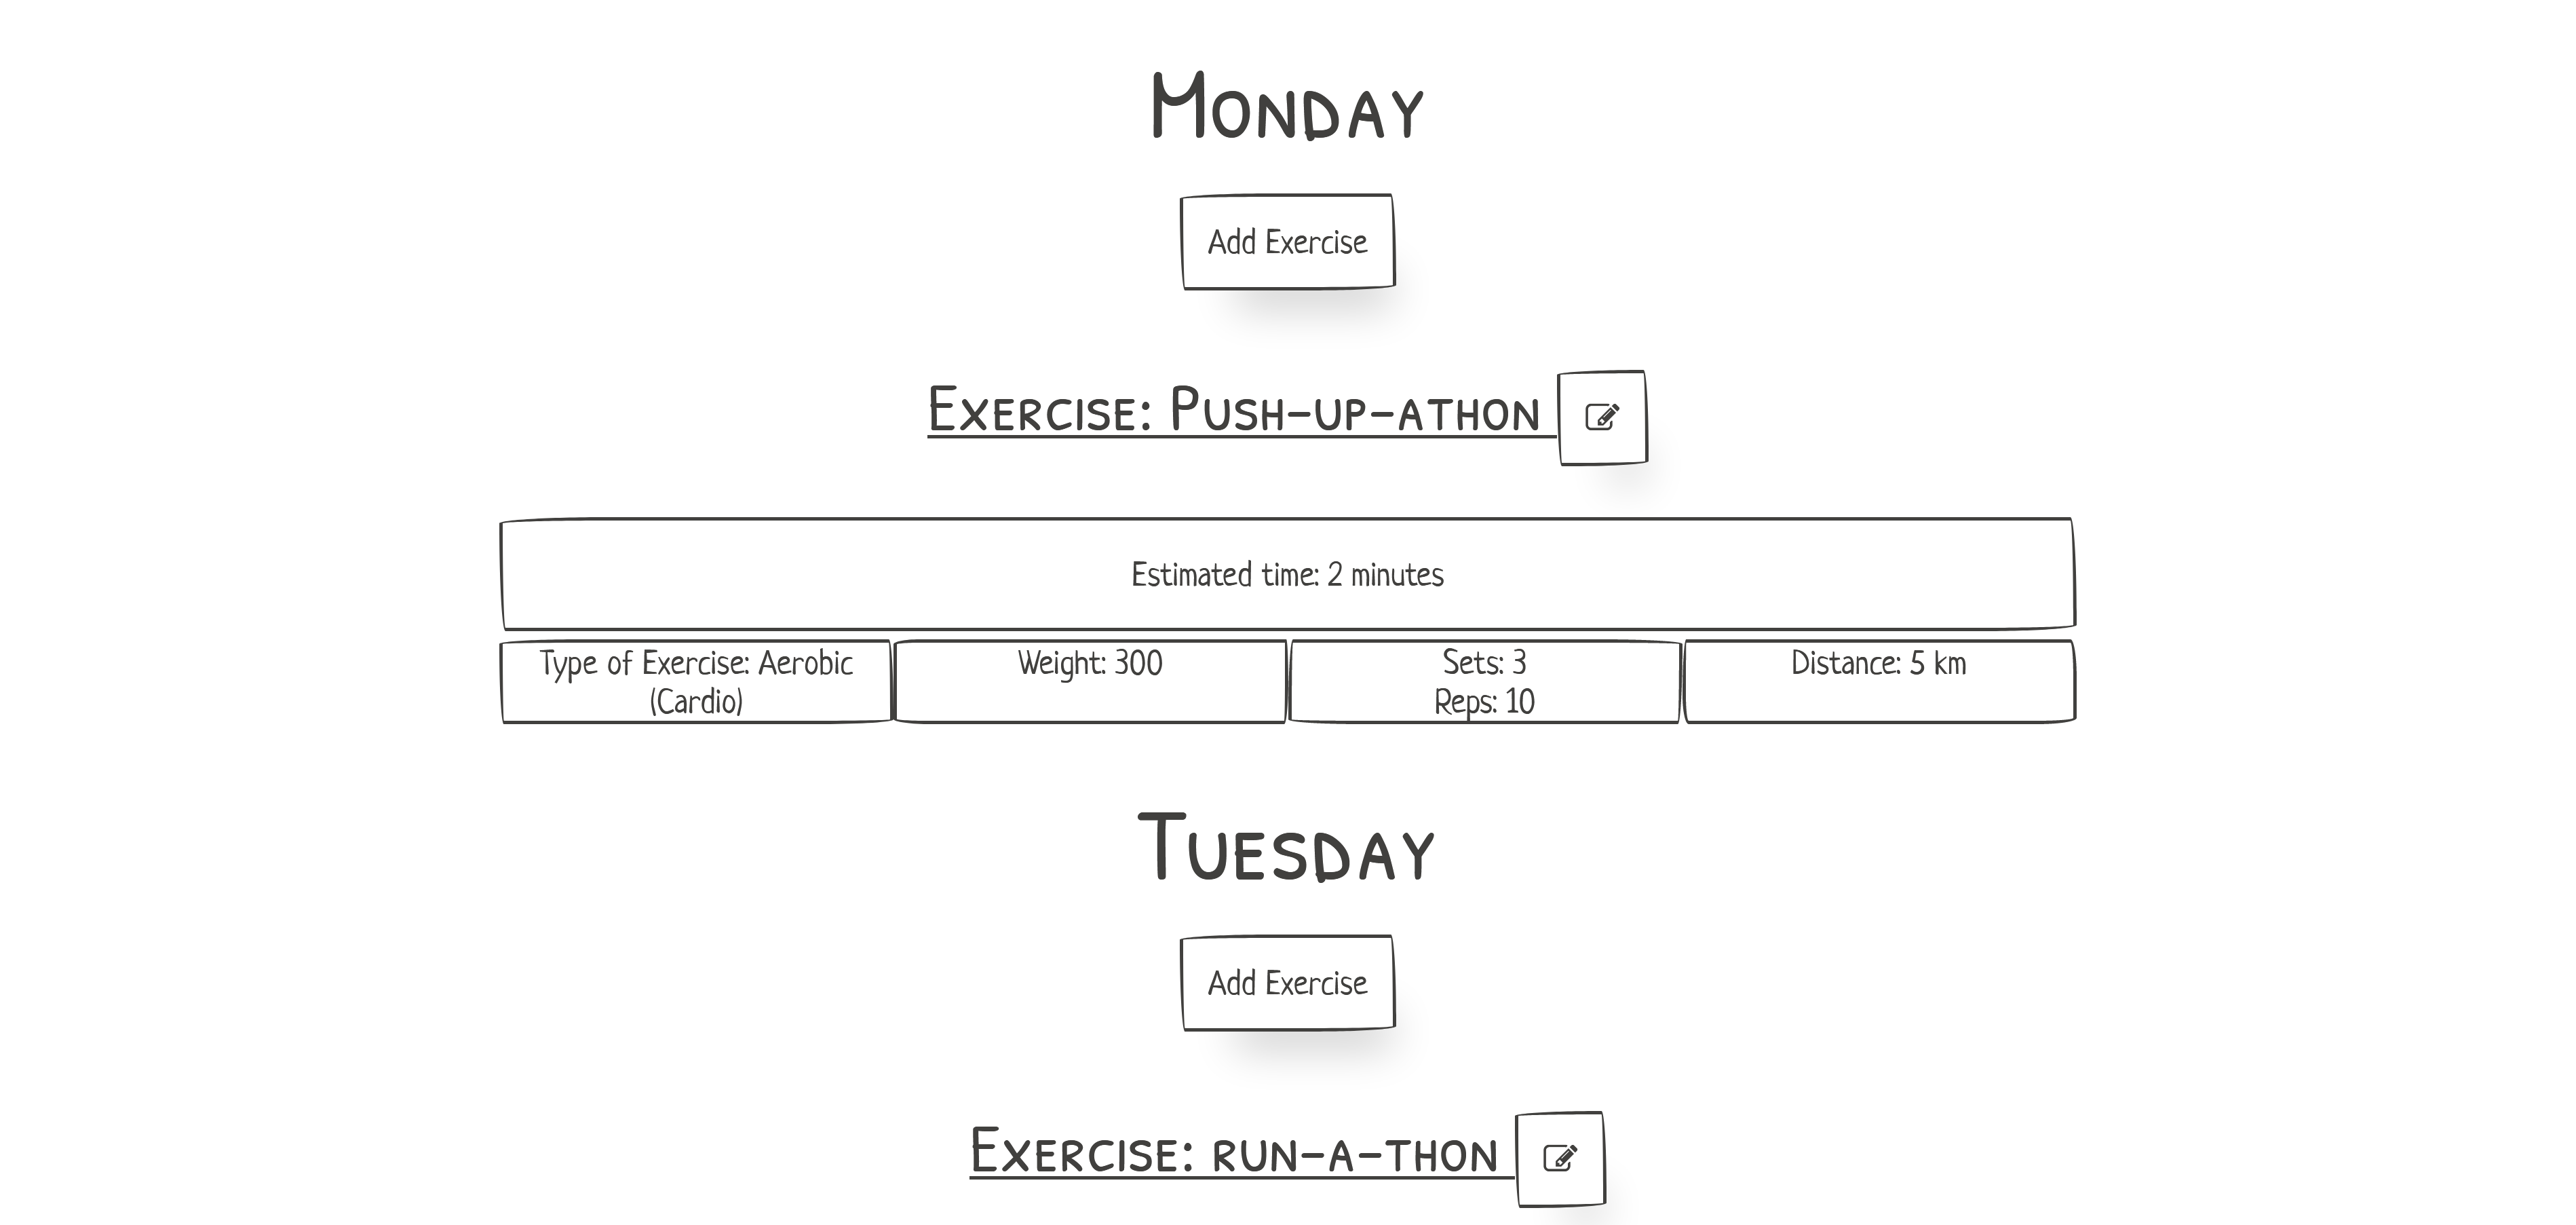 Monday
Add Exercise
Exercise: Push-up-athon
Estimated time: 2 minutes
Type of Exercise: Aerobic
(Cardio)
Weight: 300
Sets: 3
Reps: 10
Distance: 5 km
Tuesday
Add Exercise
Exercise: run-a-thon